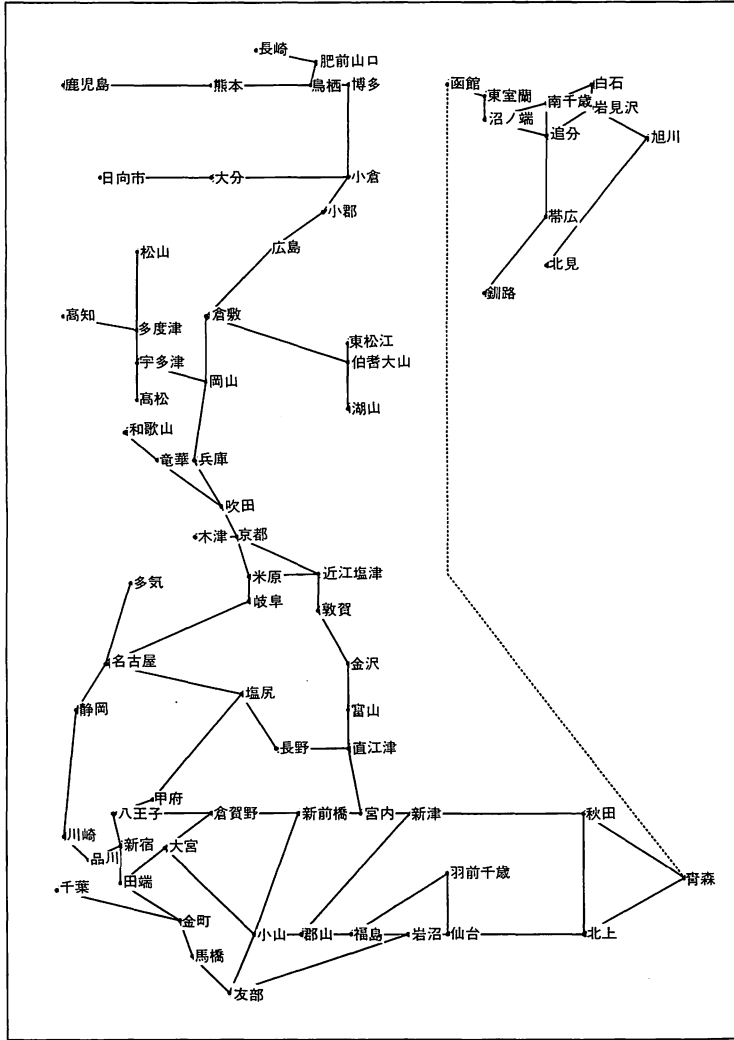 長崎
肥前山口
鹿児島
熊本
鳥栖
博多
函館
東室蘭
沼ノ端
南千歳
白石
岩見沢
追分
旭川
日向市
大分
小倉
小郡
帯広
松山
広島
北見
釧路
高知
多度津
倉敷
東松江
宇多津
岡山
伯耆大山
高松
湖山
和歌山
竜華
兵庫
吹田
木津
京都
多気
米原
近江塩津
岐阜
敦賀
名古屋
金沢
塩尻
静岡
富山
長野
直江津
甲府
八王子
倉賀野
新前橋
宮内
新津
秋田
川崎
品川
新宿
大宮
千葉
田端
羽前千歳
青森
金町
小山
郡山
福島
岩沼
仙台
北上
馬橋
友部